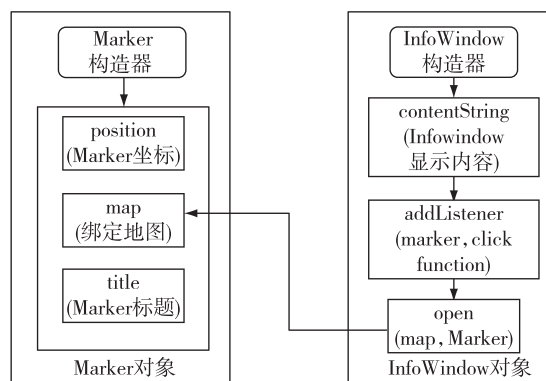 Marker
构造器
position
(Marker坐标)
map
(绑定地图)
title
(Marker标题)
Marker对象
InfoWindow
构造器
contentString
(Infowindow
显示内容)
addListener
(marker,click
function)
open
(map,Marker)
InfoWindow对象